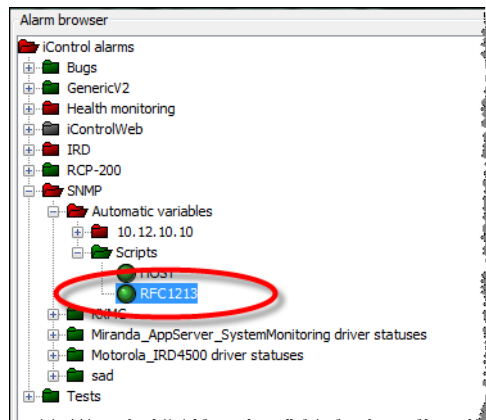 Alarm browser
iControl alarms
Bugs
GenericV2
Health monitoring
iControlWeb
IRD
RCP-200
SNMP
Automatic variables
10.12.10.10
Scripts
HOST
RFC1213
Miranda_AppServer_SystemMonitoring driver statuses
Motorola_IRD4500 driver statuses
sad
Tests